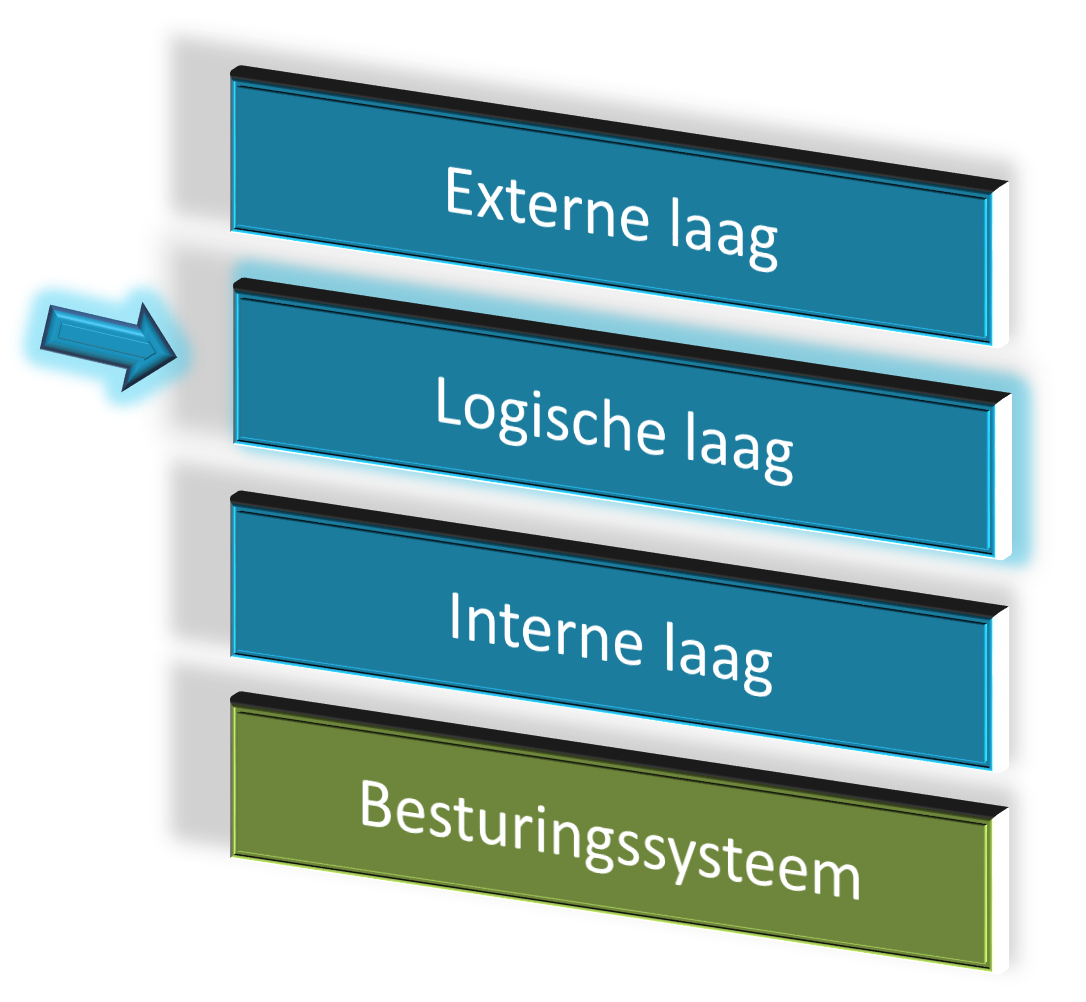 Externe laag
Logische laag
Interne laag
Besturingssysteem